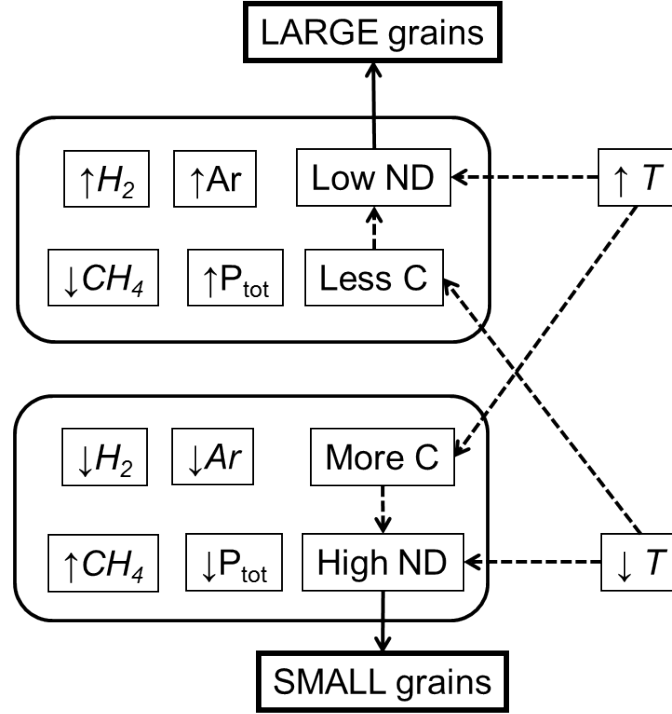 LARGE grains
↑H₂ ↑Ar Low ND ↑ T
↓CH₄ ↑Pₜₒₜ Less C
↓H₂ ↓Ar More C
↑CH₄ ↓Pₜₒₜ High ND ↓ T
SMALL grains